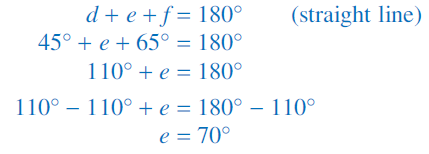 d + e + f = 180° (straight line)
45° + e + 65° = 180°
110° + e = 180°
110° – 110° + e = 180° – 110°
e = 70°